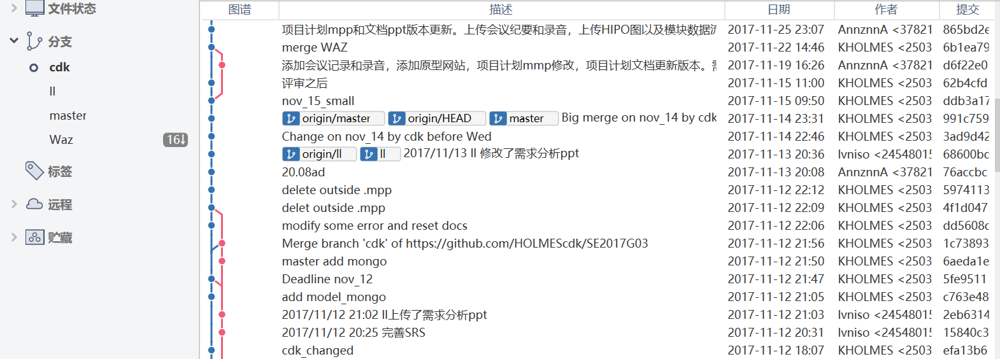 文件状态
分支
cdk
ll
master
Waz 16↓
标签
远程
贮藏
图谱 描述 日期 作者 提交
项目计划mpp和文档ppt版本更新。上传会议纪要和录音，上传HIPO图以及模块数据流 2017-11-25 23:07 AnnznnA <37821 865bd2e
merge WAZ 2017-11-22 14:46 KHOLMES <2503 6b1ea79
添加会议记录和录音，添加原型网站，项目计划mmp修改，项目计划文档更新版本。需 2017-11-19 16:26 AnnznnA <37821 d6f22e0
评审之后 2017-11-15 11:00 KHOLMES <2503 62b4cfd
nov_15_small 2017-11-15 09:50 KHOLMES <2503 ddb3a17
origin/master origin/HEAD master Big merge on nov_14 by cdk 2017-11-14 23:31 KHOLMES <2503 991c759
Change on nov_14 by cdk before Wed 2017-11-14 22:46 KHOLMES <2503 3ad9d42
origin/ll ll 2017/11/13 ll 修改了需求分析ppt 2017-11-13 20:36 lvniso <24548015 68600bd
20.08ad 2017-11-13 20:08 AnnznnA <37821 76accbc
delete outside .mpp 2017-11-12 22:12 KHOLMES <2503 5974113
delet outside .mpp 2017-11-12 22:09 KHOLMES <2503 4f1d047
modify some error and reset docs 2017-11-12 22:06 KHOLMES <2503 dd5608c
Merge branch 'cdk' of https://github.com/HOLMEScdk/SE2017G03 2017-11-12 21:56 KHOLMES <2503 1c73893
master add mongo 2017-11-12 21:50 KHOLMES <2503 6aeda1e
Deadline nov_12 2017-11-12 21:47 KHOLMES <2503 5fe9511
add model_mongo 2017-11-12 21:05 KHOLMES <2503 c763e48
2017/11/12 21:02 ll上传了需求分析ppt 2017-11-12 21:03 lvniso <24548015 2eb6314
2017/11/12 20:25 完善SRS 2017-11-12 20:31 lvniso <24548015 15840c3
cdk_changed 2017-11-12 18:07 KHOLMES <2503 efa13b6